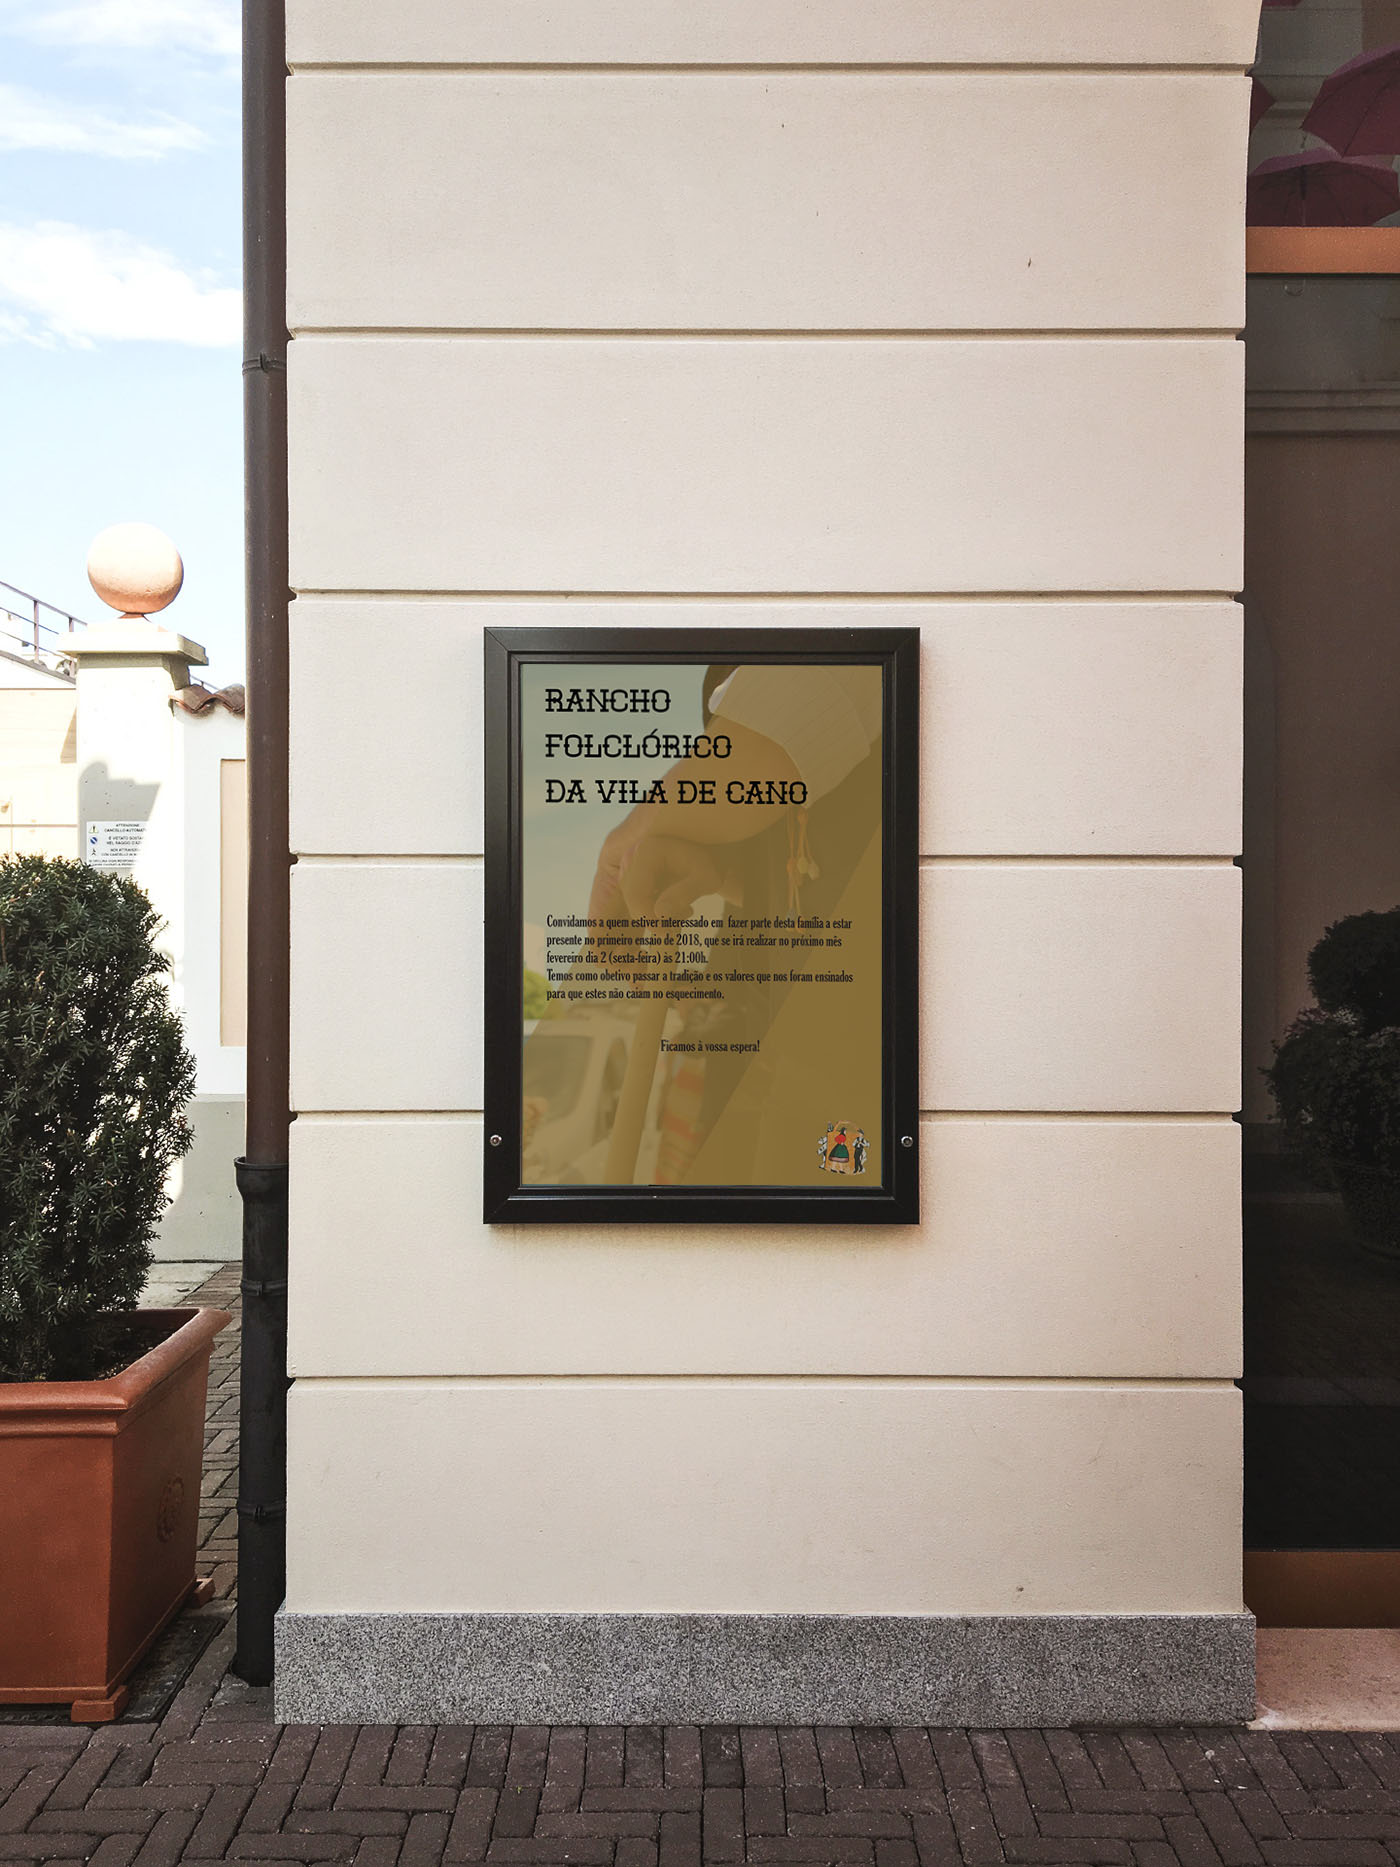 RANCHO
FOLCLÓRICO
DA VILA DE CANO
Convidamos a quem estiver interessado em fazer parte desta família a estar
presente no primeiro ensaio de 2018, que se irá realizar no próximo mês
fevereiro dia 2 (sexta-feira) às 21:00h.
Temos como obetivo passar a tradição e os valores que nos foram ensinados
para que estes não caiam no esquecimento.
Ficamos à vossa espera!
ATTENZIONE
CANCELLO AUTOMAT